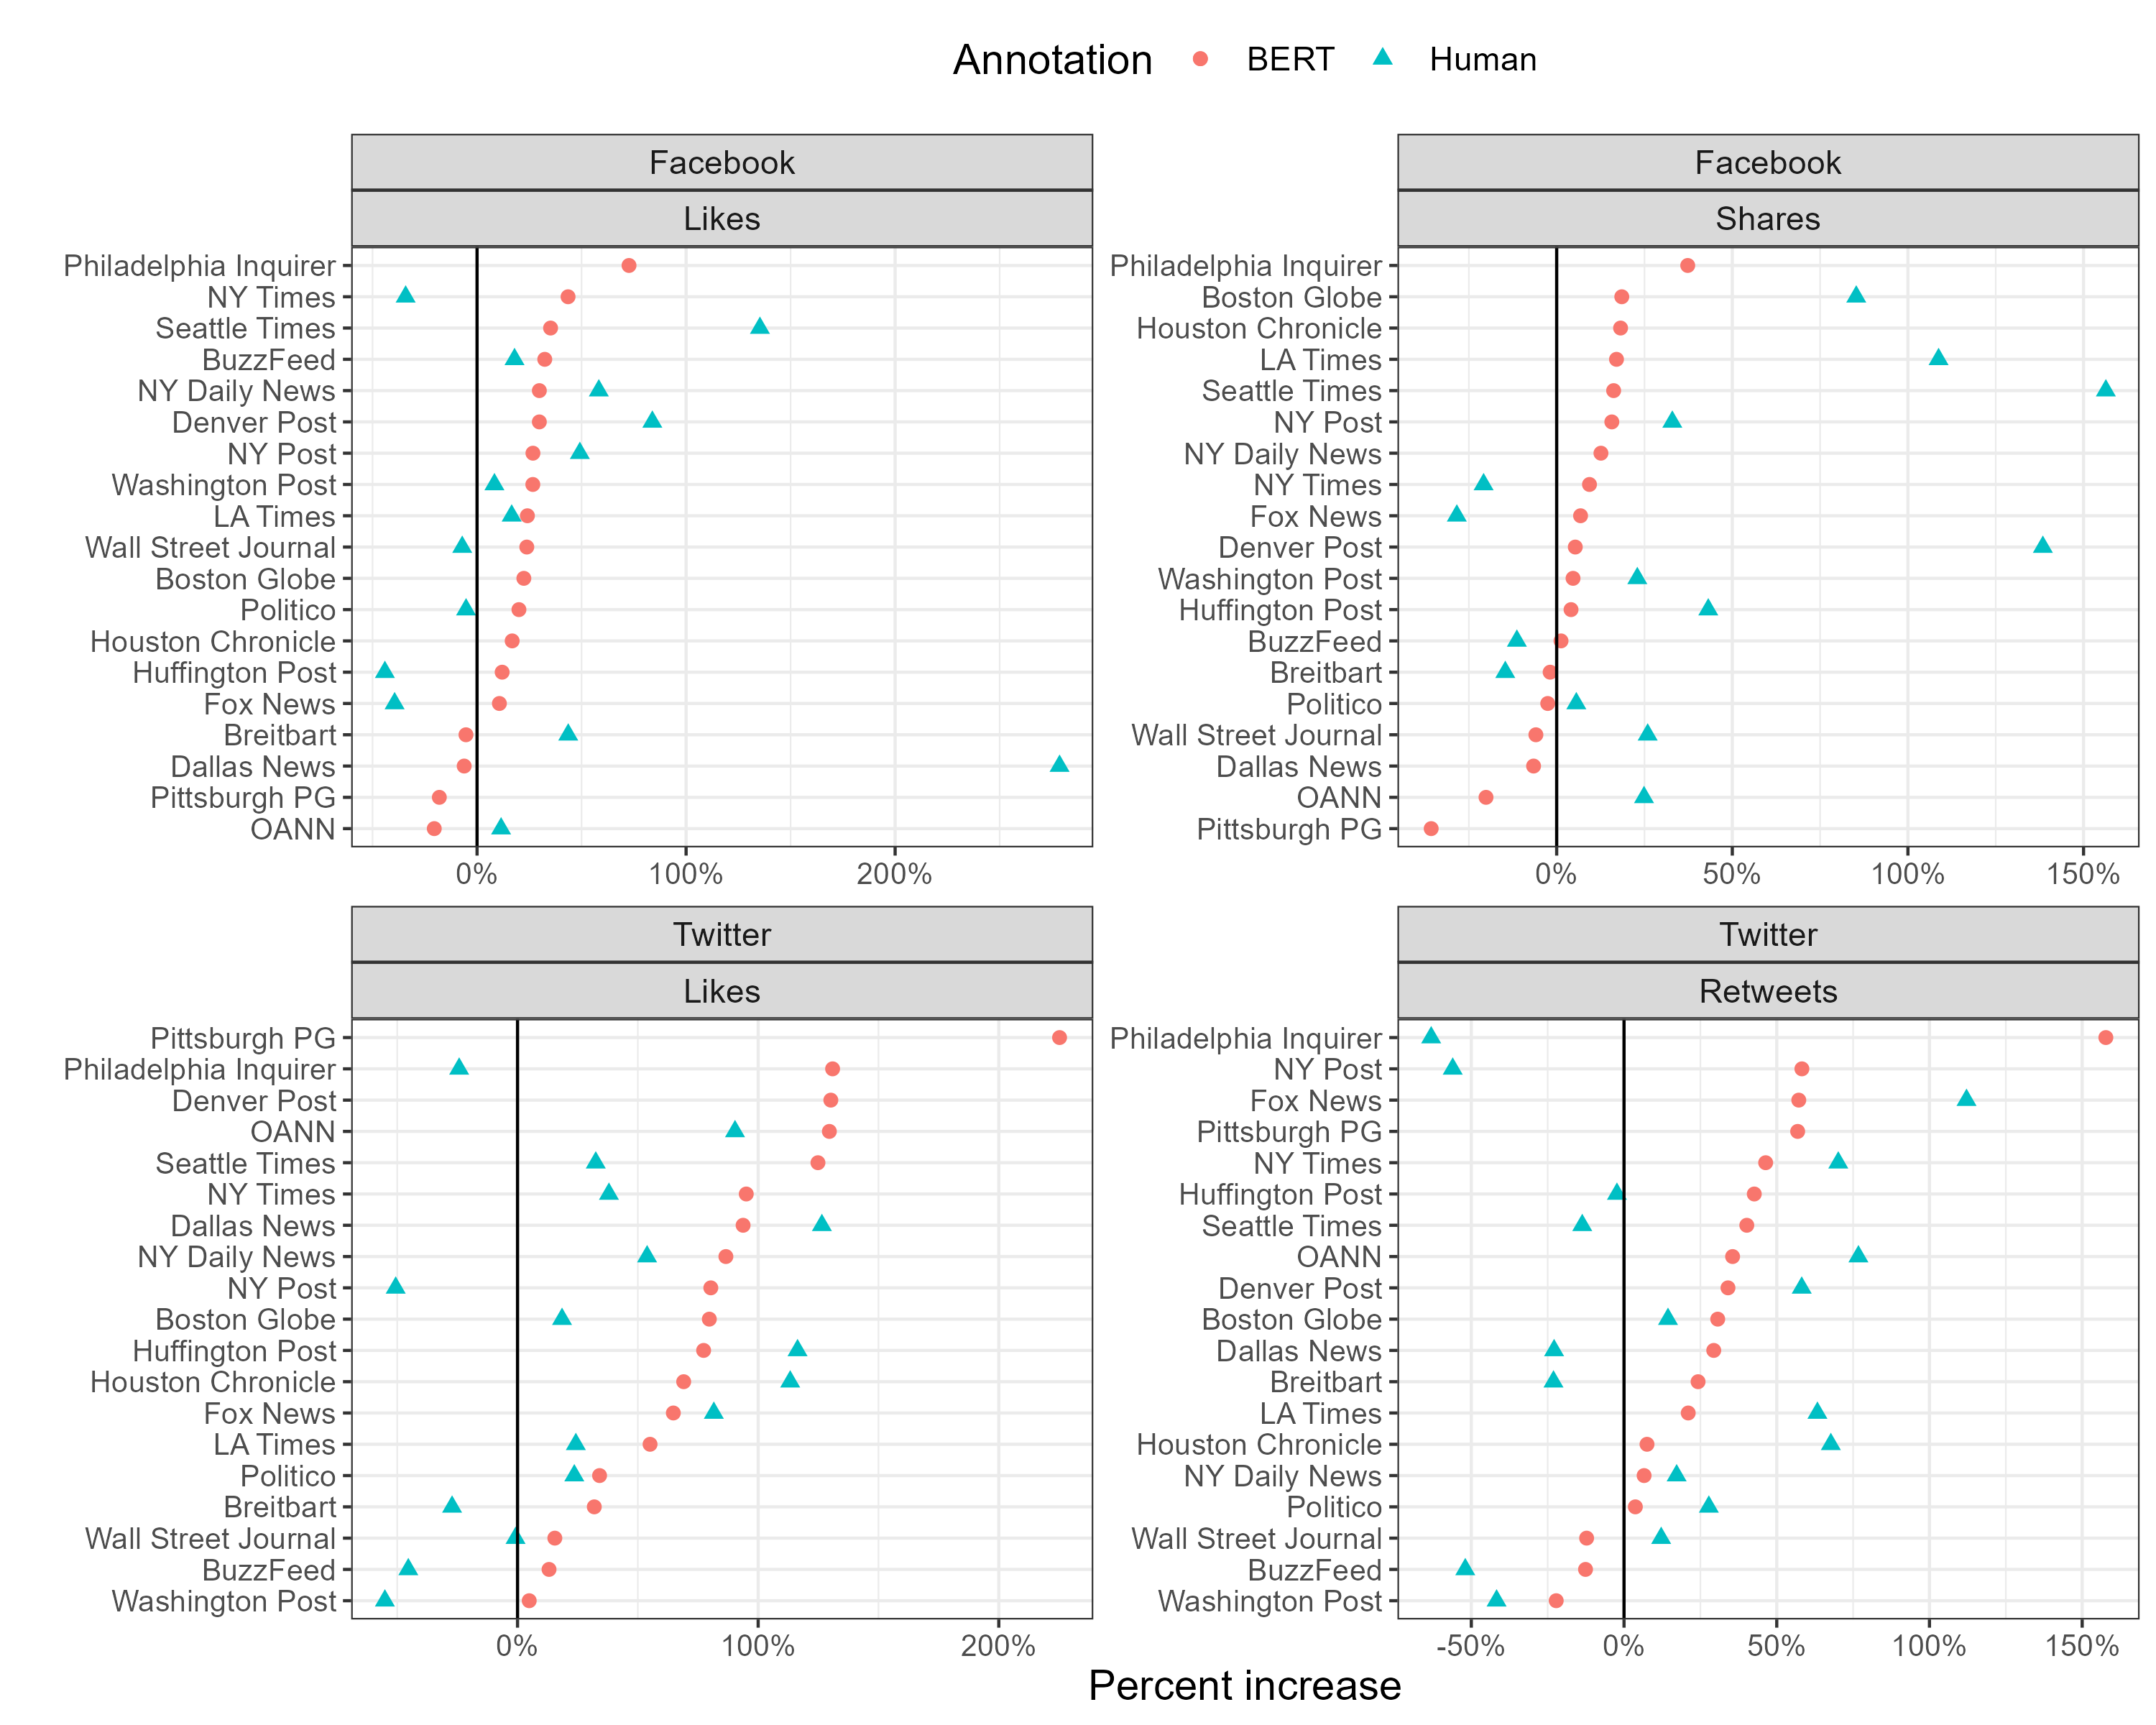 Annotation BERT Human
Facebook
Likes
Philadelphia Inquirer
NY Times
Seattle Times
BuzzFeed
NY Daily News
Denver Post
NY Post
Washington Post
LA Times
Wall Street Journal
Boston Globe
Politico
Houston Chronicle
Huffington Post
Fox News
Breitbart
Dallas News
Pittsburgh PG
OANN
0% 100% 200%
Facebook
Shares
Philadelphia Inquirer
Boston Globe
Houston Chronicle
LA Times
Seattle Times
NY Post
NY Daily News
NY Times
Fox News
Denver Post
Washington Post
Huffington Post
BuzzFeed
Breitbart
Politico
Wall Street Journal
Dallas News
OANN
Pittsburgh PG
0% 50% 100% 150%
Twitter
Likes
Pittsburgh PG
Philadelphia Inquirer
Denver Post
OANN
Seattle Times
NY Times
Dallas News
NY Daily News
NY Post
Boston Globe
Huffington Post
Houston Chronicle
Fox News
LA Times
Politico
Breitbart
Wall Street Journal
BuzzFeed
Washington Post
0% 100% 200%
Twitter
Retweets
Philadelphia Inquirer
NY Post
Fox News
Pittsburgh PG
NY Times
Huffington Post
Seattle Times
OANN
Denver Post
Boston Globe
Dallas News
Breitbart
LA Times
Houston Chronicle
NY Daily News
Politico
Wall Street Journal
BuzzFeed
Washington Post
-50% 0% 50% 100% 150%
Percent increase